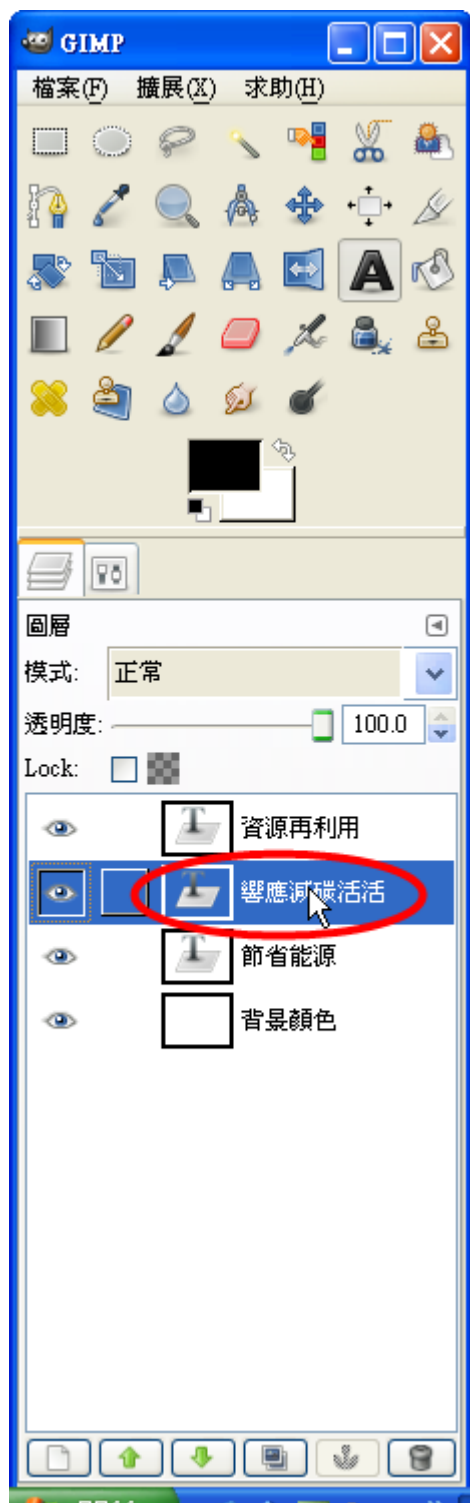 GIMP
檔案(F) 擴展(X) 求助(H)
圖層
模式: 正常
透明度: 100.0
Lock:
資源再利用
響應減碳活活
節省能源
背景顏色